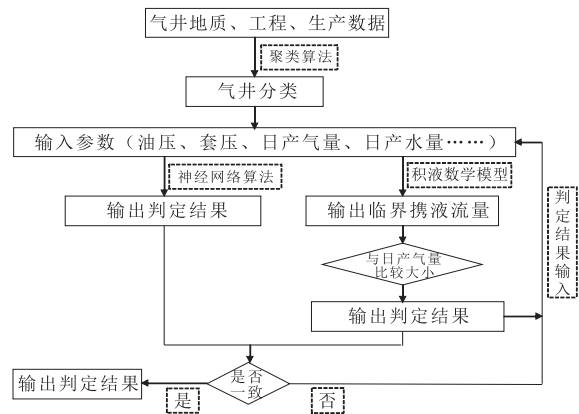 气井地质、工程、生产数据
聚类算法
气井分类
输入参数（油压、套压、日产气量、日产水量……）
神经网络算法
积液数学模型
输出判定结果
输出临界携液流量
与日产气量
比较大小
判定结果输入
输出判定结果
是否
一致
输出判定结果
是
否